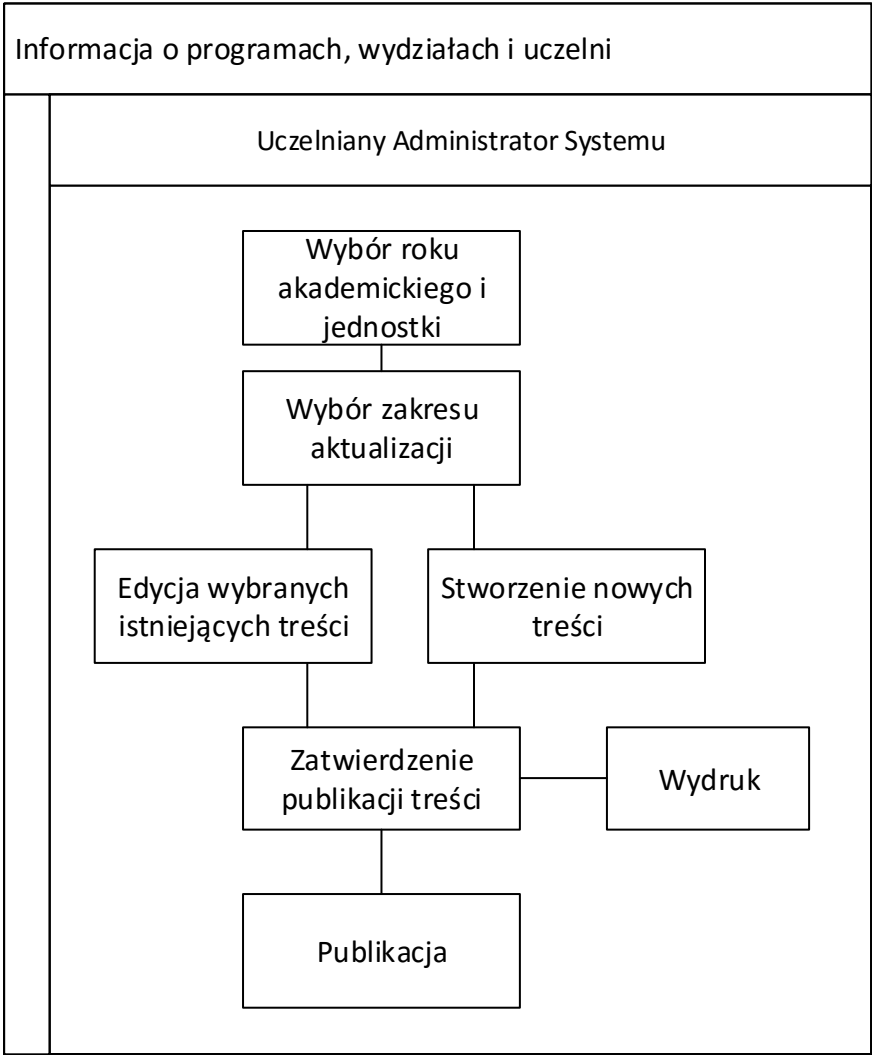 Informacja o programach, wydziałach i uczelni
Uczelniany Administrator Systemu
Wybór roku
akademickiego i
jednostki
Wybór zakresu
aktualizacji
Edycja wybranych
istniejących treści
Stworzenie nowych
treści
Zatwierdzenie
publikacji treści
Wydruk
Publikacja